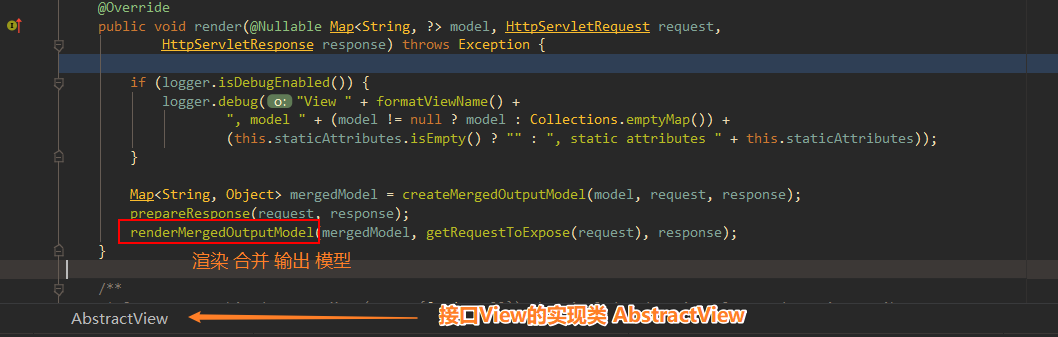 @Override
public void render(@Nullable Map<String, ?> model, HttpServletRequest request,
HttpServletResponse response) throws Exception {
if (logger.isDebugEnabled()) {
logger.debug( o: "View " + formatViewName() +
", model " + (model != null ? model : Collections.emptyMap()) +
(this.staticAttributes.isEmpty() ? "" : ", static attributes " + this.staticAttributes));
}
Map<String, Object> mergedModel = createMergedOutputModel(model, request, response);
prepareResponse(request, response);
renderMergedOutputModel(mergedModel, getRequestToExpose(request), response);
}
渲染 合并 输出 模型
/**
AbstractView
接口View的实现类 AbstractView